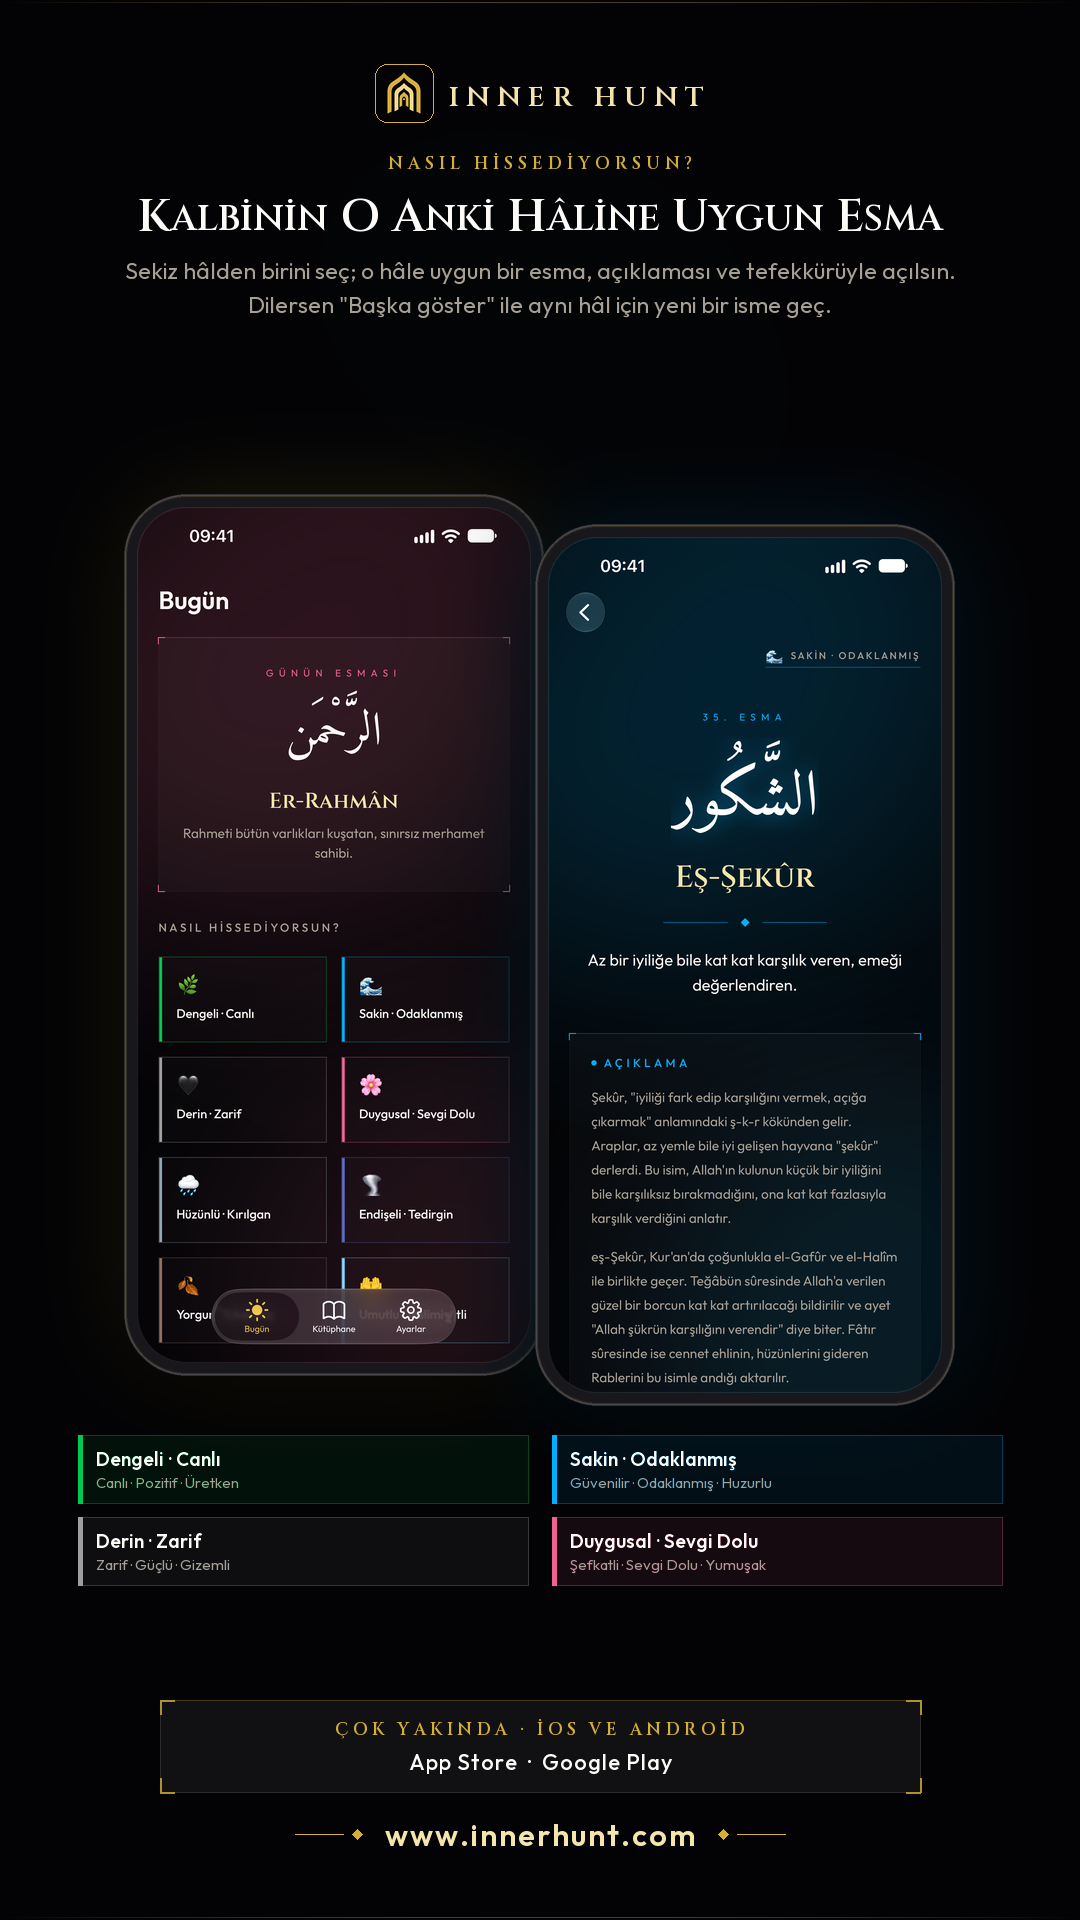 INNER HUNT
NASIL HİSSEDİYORSUN?
KALBİNİN O ANKİ HÂLİNE UYGUN ESMA
Sekiz hâlden birini seç; o hâle uygun bir esma, açıklaması ve tefekkürüyle açılsın.
Dilersen "Başka göster" ile aynı hâl için yeni bir isme geç.
09:41
Bugün
GÜNÜN ESMASI
الرَّحْمَن
ER-RAHMÂN
Rahmeti bütün varlıkları kuşatan, sınırsız merhamet
sahibi.
NASIL HİSSEDİYORSUN?
Dengeli · Canlı
Sakin · Odaklanmış
Derin · Zarif
Duygusal · Sevgi Dolu
Hüzünlü · Kırılgan
Endişeli · Tedirgin
Bugün
Kütüphane
Ayarlar
09:41
SAKİN · ODAKLANMIŞ
35. ESMA
الشَّكُور
EŞ-ŞEKÛR
Az bir iyiliğe bile kat kat karşılık veren, emeği
değerlendiren.
AÇIKLAMA
Şekûr, "iyiliği fark edip karşılığını vermek, açığa
çıkarmak" anlamındaki ş-k-r kökünden gelir.
Araplar, az yemle bile iyi gelişen hayvana "şekûr"
derlerdi. Bu isim, Allah'ın kulunun küçük bir iyiliğini
bile karşılıksız bırakmadığını, ona kat kat fazlasıyla
karşılık verdiğini anlatır.
eş-Şekûr, Kur'an'da çoğunlukla el-Gafûr ve el-Halîm
ile birlikte geçer. Teğâbün sûresinde Allah'a verilen
güzel bir borcun kat kat artırılacağı bildirilir ve ayet
"Allah şükrün karşılığını verendir" diye biter. Fâtır
sûresinde ise cennet ehlinin, hüzünlerini gideren
Rablerini bu isimle andığı aktarılır.
Dengeli · Canlı
Canlı · Pozitif · Üretken
Sakin · Odaklanmış
Güvenilir · Odaklanmış · Huzurlu
Derin · Zarif
Zarif · Güçlü · Gizemli
Duygusal · Sevgi Dolu
Şefkatli · Sevgi Dolu · Yumuşak
ÇOK YAKINDA · İOS VE ANDROİD
App Store · Google Play
www.innerhunt.com